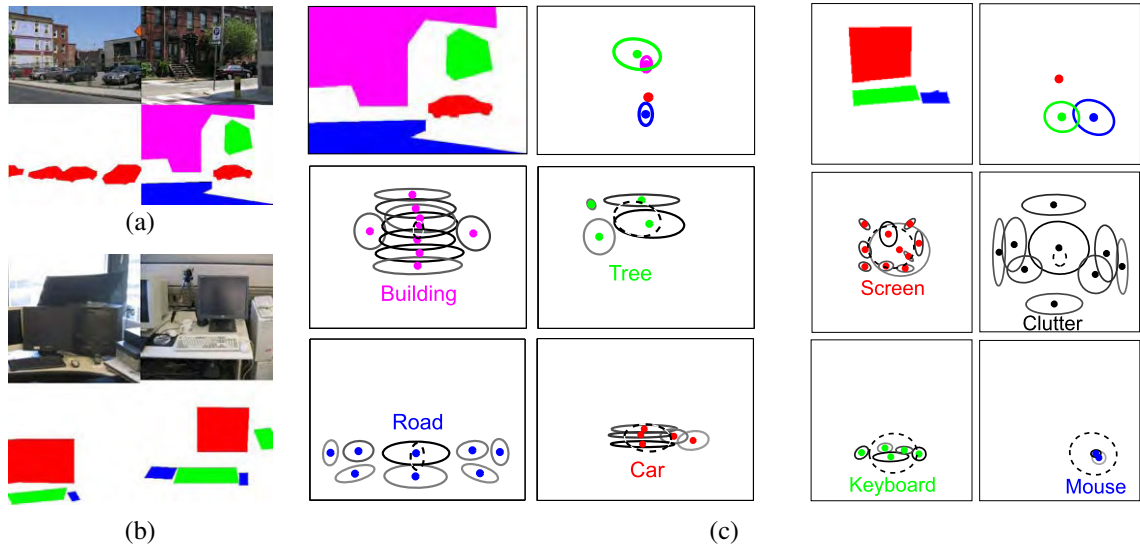 (a)
(b)
Building
Tree
Screen
Clutter
Road
Car
Keyboard
Mouse
(c)